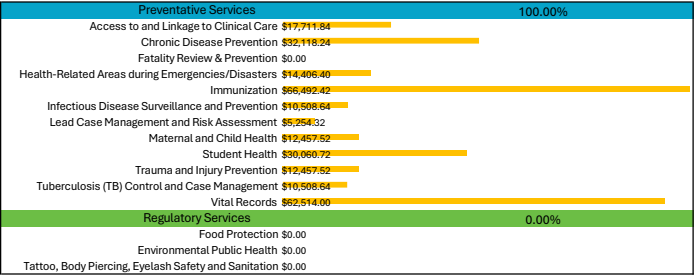 Preventative Services 100.00%
Access to and Linkage to Clinical Care $17,711.84
Chronic Disease Prevention $32,118.24
Fatality Review & Prevention $0.00
Health-Related Areas during Emergencies/Disasters $14,406.40
Immunization $66,492.42
Infectious Disease Surveillance and Prevention $10,508.64
Lead Case Management and Risk Assessment $5,254.32
Maternal and Child Health $12,457.52
Student Health $30,060.72
Trauma and Injury Prevention $12,457.52
Tuberculosis (TB) Control and Case Management $10,508.64
Vital Records $62,514.00
Regulatory Services 0.00%
Food Protection $0.00
Environmental Public Health $0.00
Tattoo, Body Piercing, Eyelash Safety and Sanitation $0.00